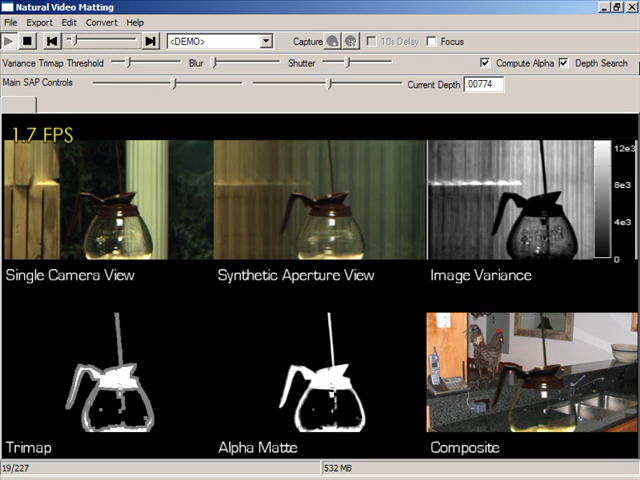 Natural Video Matting
File Export Edit Convert Help
<DEMO> Capture 10s Delay Focus
Variance Trimap Threshold Blur Shutter Compute Alpha Depth Search
Main SAP Controls Current Depth .00774
1.7 FPS
12e3
8e3
4e3
0
Single Camera View Synthetic Aperture View Image Variance
Trimap Alpha Matte Composite
19/227 532 MB